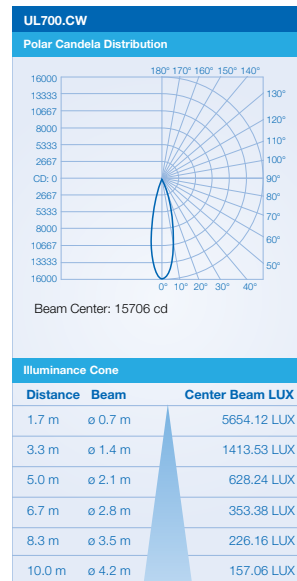 UL700.CW
Polar Candela Distribution
180° 170° 160° 150° 140°
16000
13333 130°
10667
8000 120°
5333 110°
2667 100°
CD: 0 90°
2667 80°
5333 70°
8000
10667 60°
13333 50°
16000
0° 10° 20° 30° 40°
Beam Center: 15706 cd
Illuminance Cone
Distance Beam Center Beam LUX
1.7 m ø 0.7 m 5654.12 LUX
3.3 m ø 1.4 m 1413.53 LUX
5.0 m ø 2.1 m 628.24 LUX
6.7 m ø 2.8 m 353.38 LUX
8.3 m ø 3.5 m 226.16 LUX
10.0 m ø 4.2 m 157.06 LUX